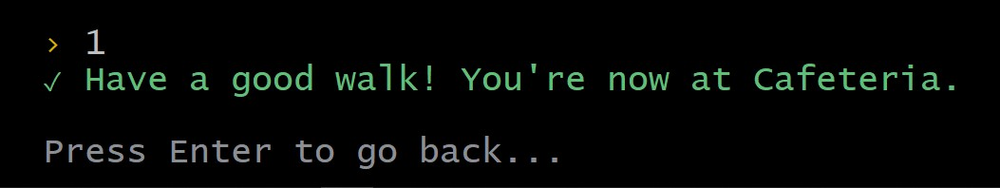 › 1
✓ Have a good walk! You're now at Cafeteria.
Press Enter to go back...